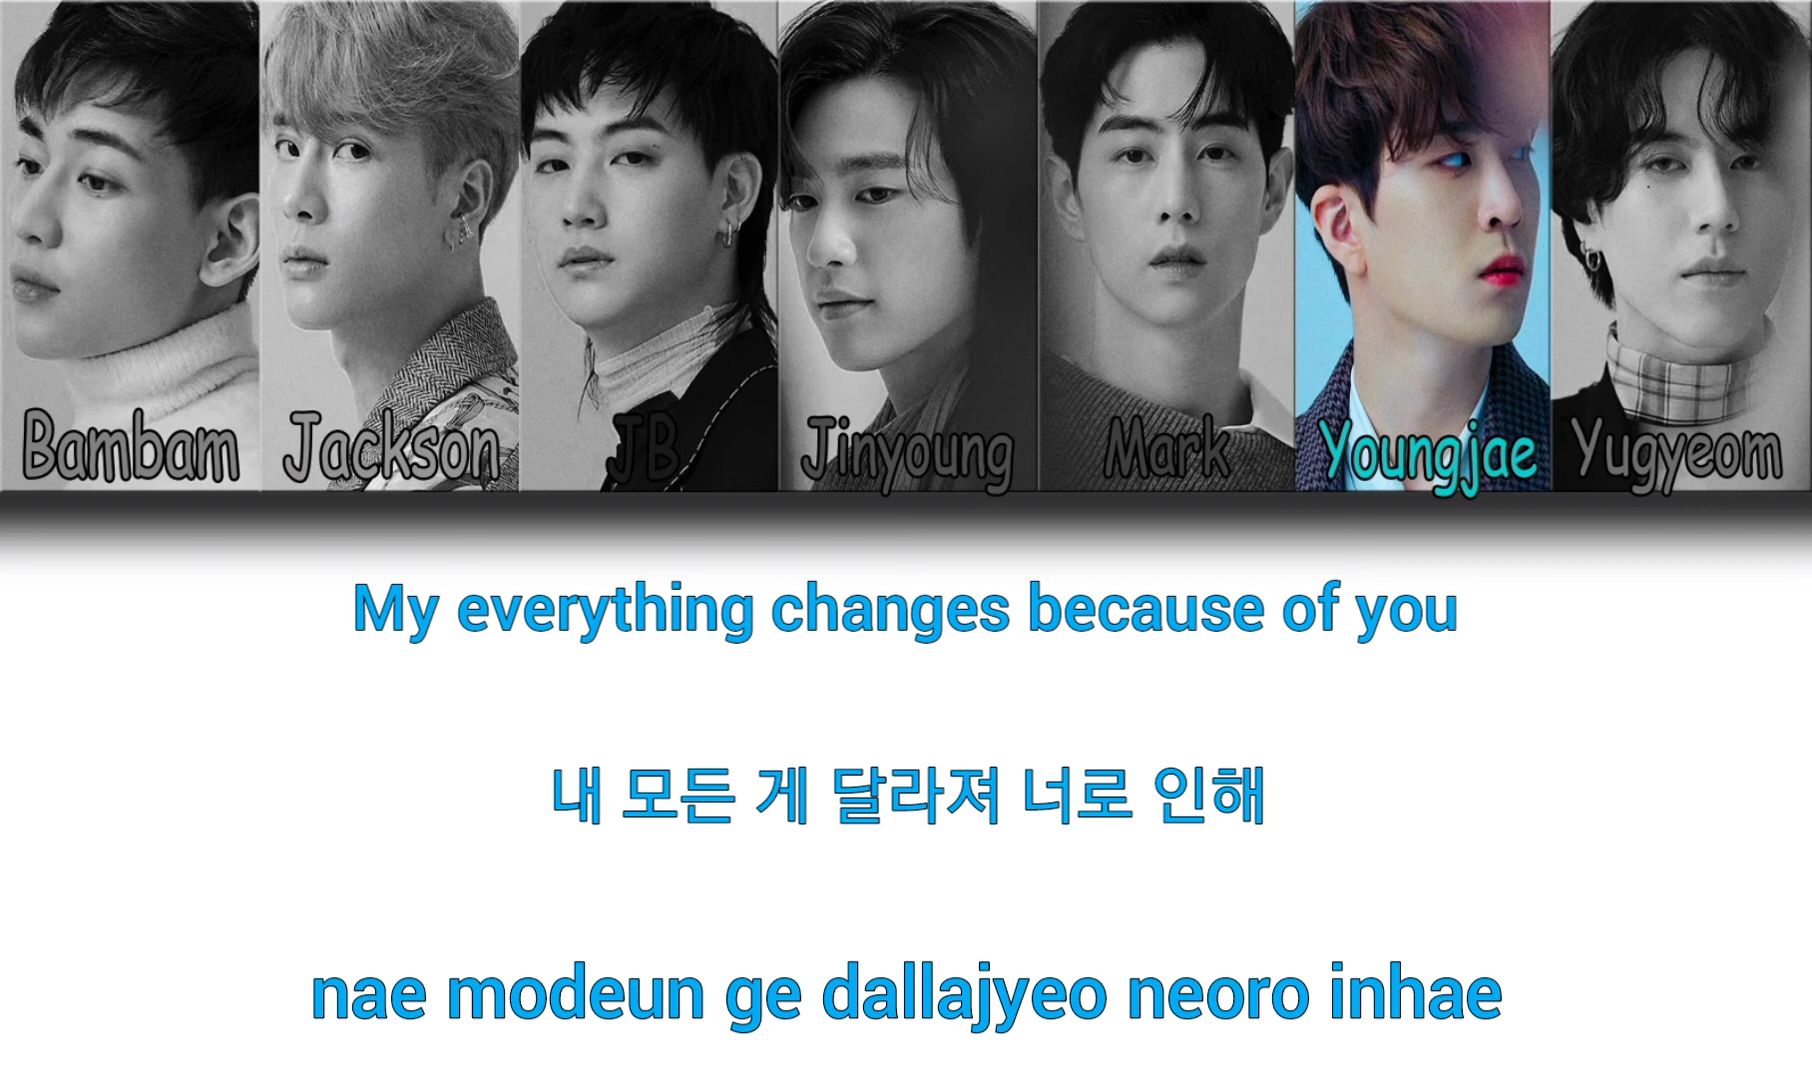 Bambam Jackson JB Jinyoung Mark Youngjae Yugyeom
My everything changes because of you
내 모든 게 달라져 너로 인해
nae modeun ge dallajyeo neoro inhae